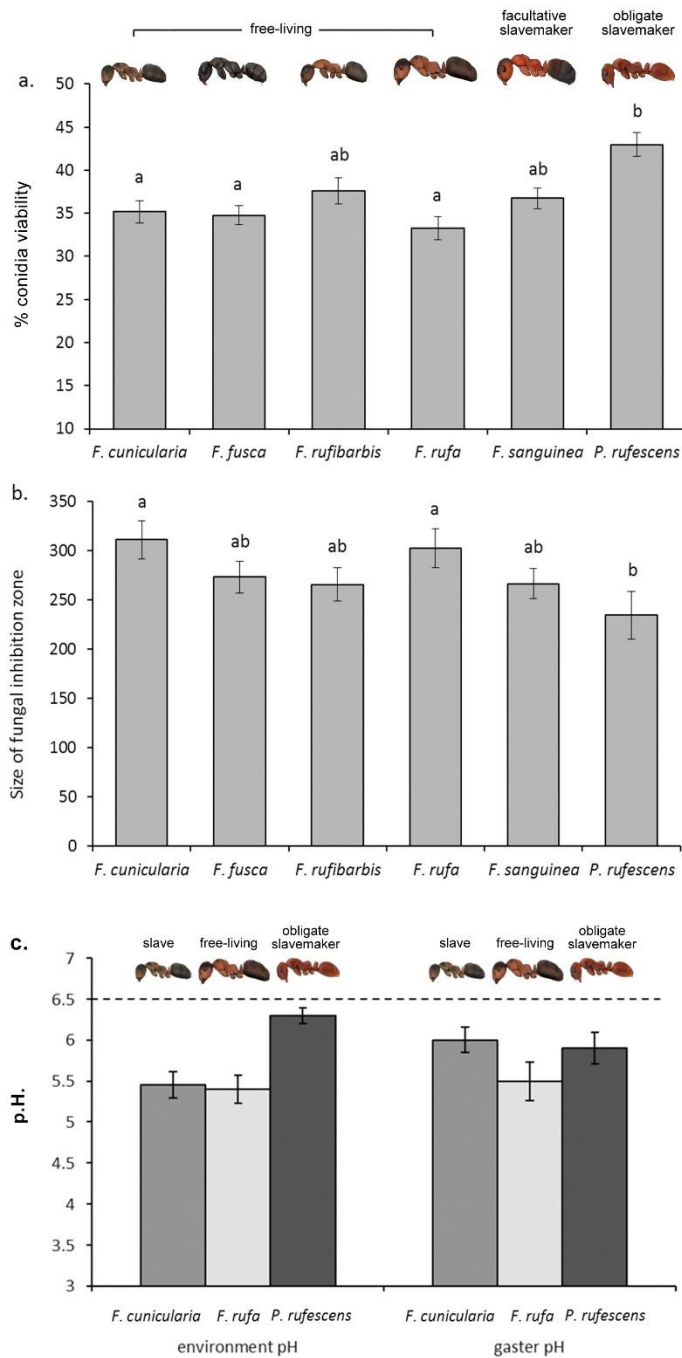 free-living
facultative
slavemaker
obligate
slavemaker
a.
50
45
40
35
30
25
20
15
10
% conidia viability
a
a
ab
a
ab
b
F. cunicularia
F. fusca
F. rufibarbis
F. rufa
F. sanguinea
P. rufescens
b.
350
300
250
200
150
100
50
0
Size of fungal inhibition zone
a
ab
ab
a
ab
b
F. cunicularia
F. fusca
F. rufibarbis
F. rufa
F. sanguinea
P. rufescens
c.
slave
free-living
obligate
slavemaker
slave
free-living
obligate
slavemaker
7
6.5
6
5.5
5
4.5
4
3.5
3
p.H.
F. cunicularia
F. rufa
P. rufescens
F. cunicularia
F. rufa
P. rufescens
environment pH
gaster pH